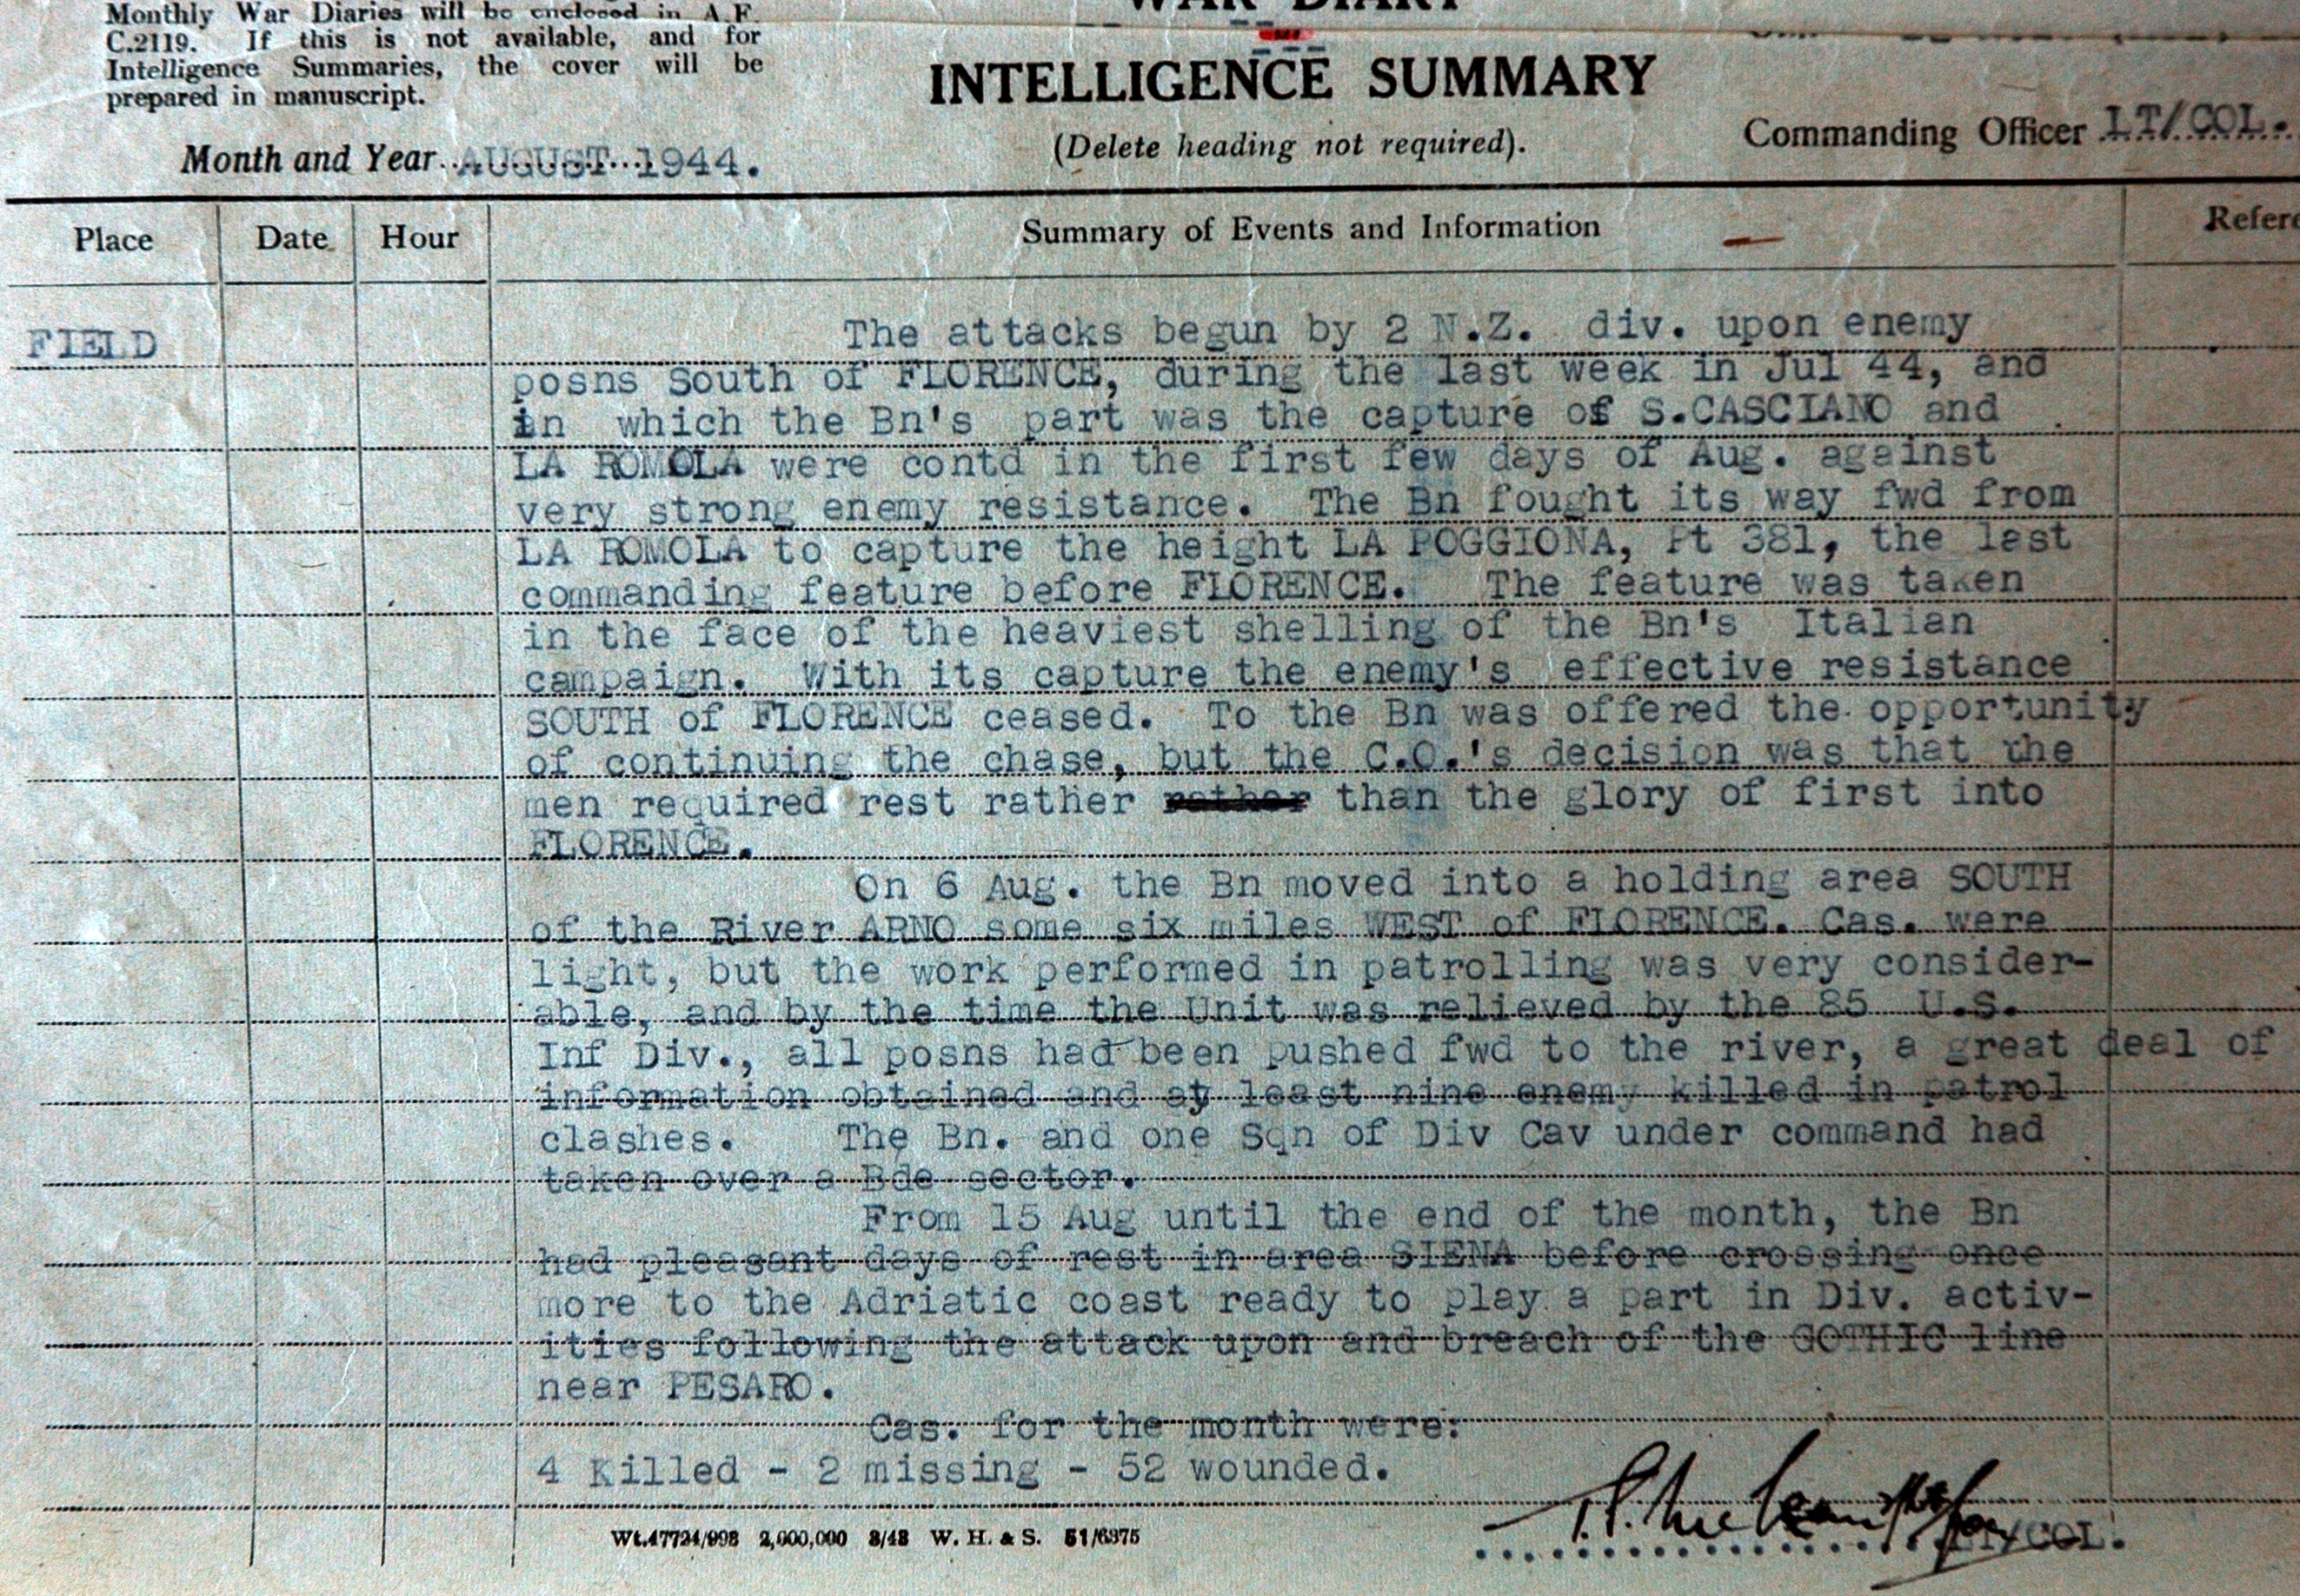 Monthly War Diaries will be enclosed in A.F.
C.2119. If this is not available, and for
Intelligence Summaries, the cover will be
prepared in manuscript.
WAR DIARY
INTELLIGENCE SUMMARY
(Delete heading not required).
Month and Year AUGUST 1944.
Commanding Officer LT/COL.
Place Date Hour Summary of Events and Information Refere
FIELD
The attacks begun by 2 N.Z. div. upon enemy
posns South of FLORENCE, during the last week in Jul 44, and
in which the Bn's part was the capture of S.CASCIANO and
LA ROMOLA were contd in the first few days of Aug. against
very strong enemy resistance. The Bn fought its way fwd from
LA ROMOLA to capture the height LA POGGIONA, Pt 381, the last
commanding feature before FLORENCE. The feature was taken
in the face of the heaviest shelling of the Bn's Italian
campaign. With its capture the enemy's effective resistance
SOUTH of FLORENCE ceased. To the Bn was offered the opportunity
of continuing the chase, but the C.O.'s decision was that the
men required rest rather rather than the glory of first into
FLORENCE.
On 6 Aug. the Bn moved into a holding area SOUTH
of the River ARNO some six miles WEST of FLORENCE. Cas. were
light, but the work performed in patrolling was very consider-
able, and by the time the Unit was relieved by the 85 U.S.
Inf Div., all posns had been pushed fwd to the river, a great deal of
information obtained and at least nine enemy killed in patrol
clashes. The Bn. and one Sqn of Div Cav under command had
taken over a Bde sector.
From 15 Aug until the end of the month, the Bn
had pleasant days of rest in area SIENA before crossing once
more to the Adriatic coast ready to play a part in Div. activ-
ities following the attack upon and breach of the GOTHIC line
near PESARO.
Cas. for the month were:
4 Killed - 2 missing - 52 wounded.
LT/COL.
Wt.47724/993 2,000,000 3/43 W. H. & S. 51/6375